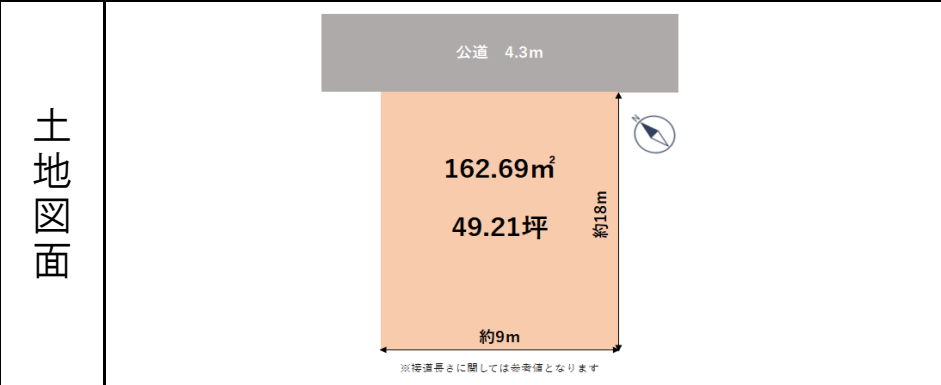 土地図面
公道　4.3m
N
162.69㎡
49.21坪
約18m
約9m
※接道長さに関しては参考値となります